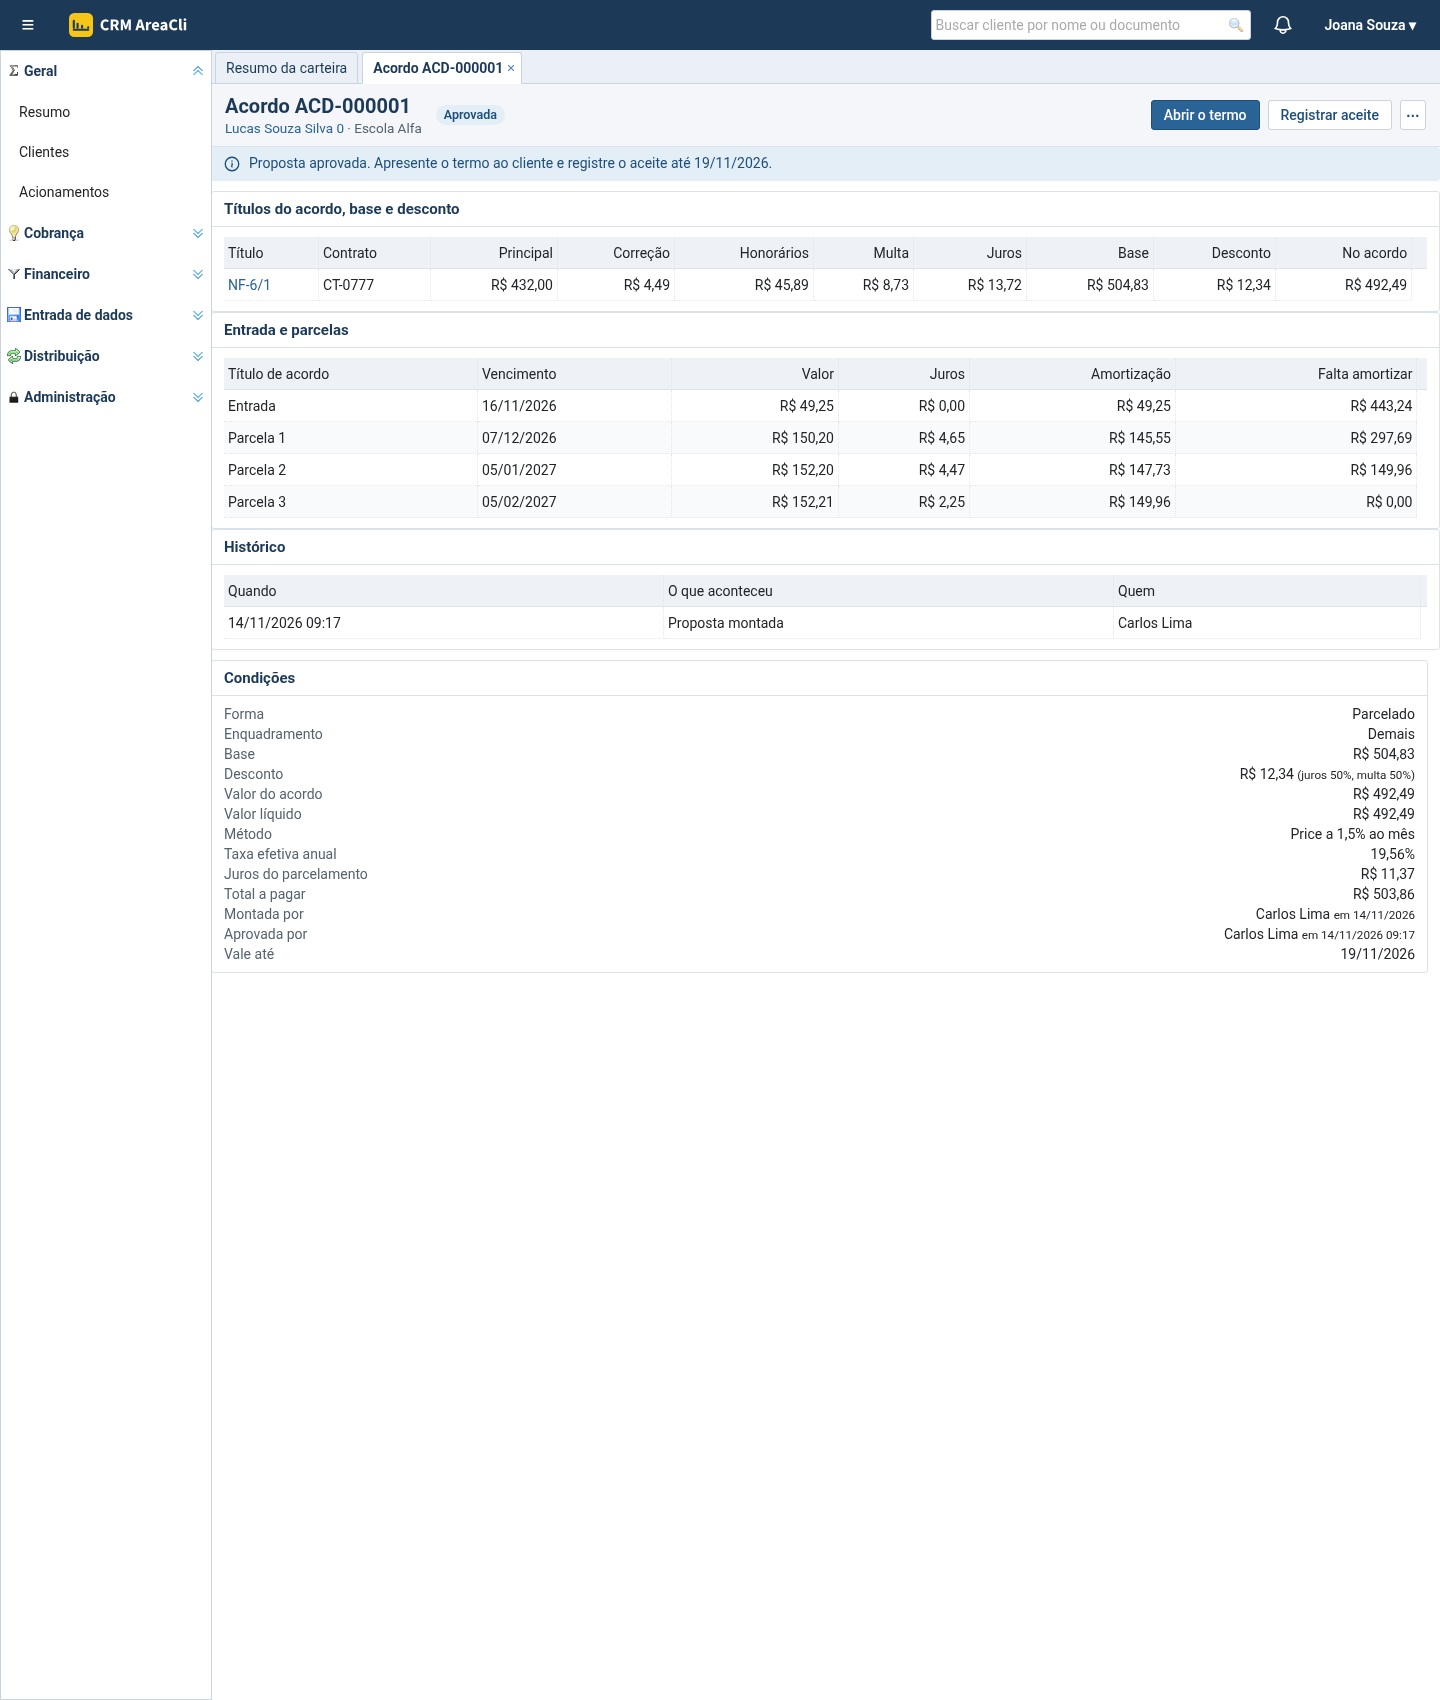 ≡ CRM AreaCli Buscar cliente por nome ou documento Joana Souza ▾
Geral
Resumo
Clientes
Acionamentos
Cobrança
Financeiro
Entrada de dados
Distribuição
Administração
Resumo da carteira Acordo ACD-000001 ×
Acordo ACD-000001 Aprovada
Lucas Souza Silva 0 · Escola Alfa
Abrir o termo Registrar aceite ···
Proposta aprovada. Apresente o termo ao cliente e registre o aceite até 19/11/2026.
Títulos do acordo, base e desconto
Título Contrato Principal Correção Honorários Multa Juros Base Desconto No acordo
NF-6/1 CT-0777 R$ 432,00 R$ 4,49 R$ 45,89 R$ 8,73 R$ 13,72 R$ 504,83 R$ 12,34 R$ 492,49
Entrada e parcelas
Título de acordo Vencimento Valor Juros Amortização Falta amortizar
Entrada 16/11/2026 R$ 49,25 R$ 0,00 R$ 49,25 R$ 443,24
Parcela 1 07/12/2026 R$ 150,20 R$ 4,65 R$ 145,55 R$ 297,69
Parcela 2 05/01/2027 R$ 152,20 R$ 4,47 R$ 147,73 R$ 149,96
Parcela 3 05/02/2027 R$ 152,21 R$ 2,25 R$ 149,96 R$ 0,00
Histórico
Quando O que aconteceu Quem
14/11/2026 09:17 Proposta montada Carlos Lima
Condições
Forma Parcelado
Enquadramento Demais
Base R$ 504,83
Desconto R$ 12,34 (juros 50%, multa 50%)
Valor do acordo R$ 492,49
Valor líquido R$ 492,49
Método Price a 1,5% ao mês
Taxa efetiva anual 19,56%
Juros do parcelamento R$ 11,37
Total a pagar R$ 503,86
Montada por Carlos Lima em 14/11/2026
Aprovada por Carlos Lima em 14/11/2026 09:17
Vale até 19/11/2026